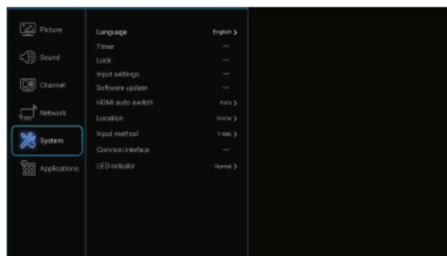 Picture
Sound
Channel
Network
System
Applications
Language English >
Timer ...
Lock ...
Input settings ...
Software update ...
HDMI auto switch Auto >
Location Home >
Input method
Common interface ...
LED indicator Normal >